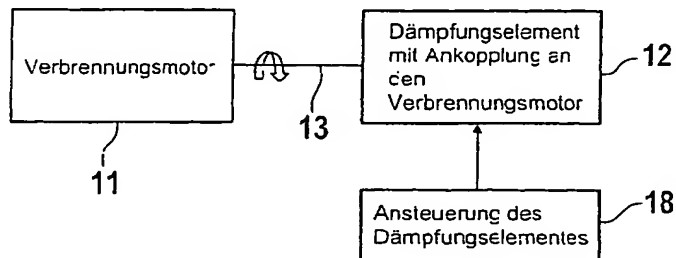 Verbrennungsmotor
11
13
Dämpfungselement
mit Ankopplung an
den
Verbrennungsmotor
12
Ansteuerung des
Dämpfungselementes
18